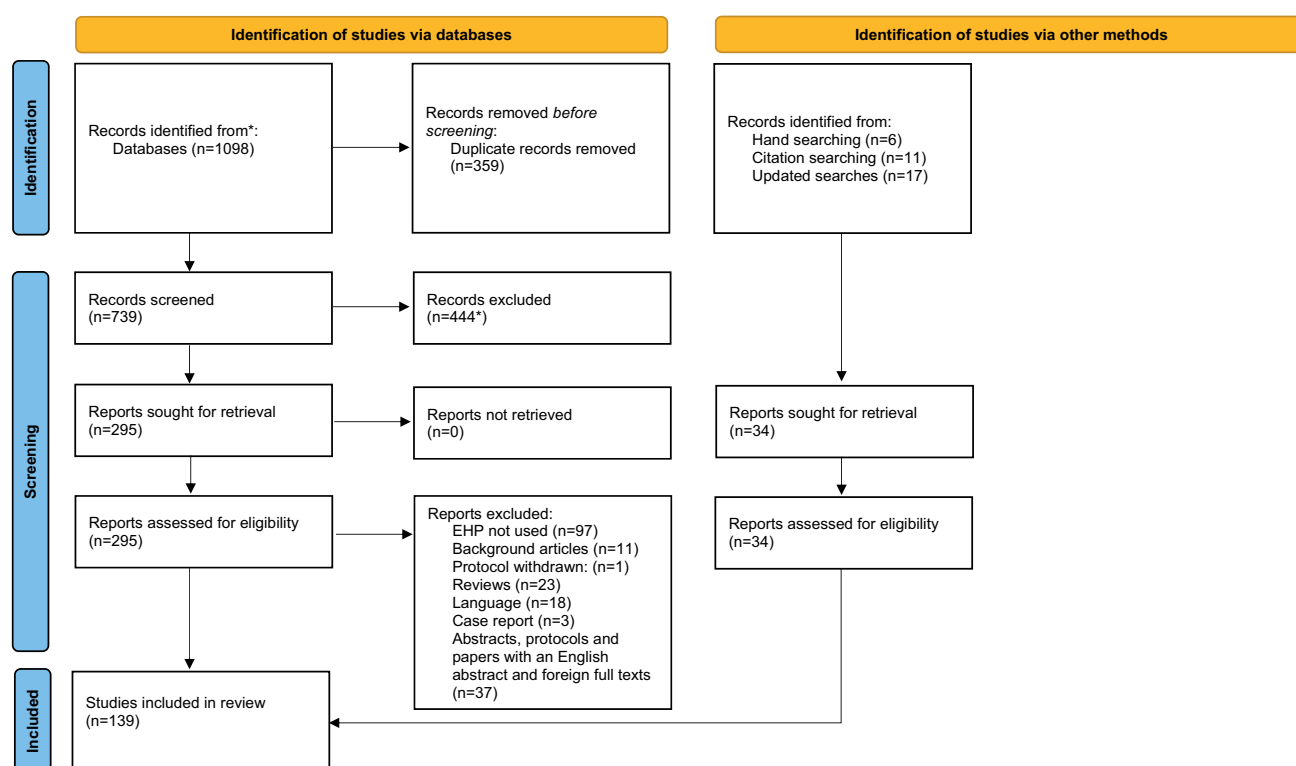 Identification of studies via databases
Identification of studies via other methods
Identification
Records identified from*:
Databases (n=1098)
Records removed before
screening:
Duplicate records removed
(n=359)
Records identified from:
Hand searching (n=6)
Citation searching (n=11)
Updated searches (n=17)
Screening
Records screened
(n=739)
Records excluded
(n=444*)
Reports sought for retrieval
(n=295)
Reports not retrieved
(n=0)
Reports sought for retrieval
(n=34)
Reports assessed for eligibility
(n=295)
Reports excluded:
EHP not used (n=97)
Background articles (n=11)
Protocol withdrawn: (n=1)
Reviews (n=23)
Language (n=18)
Case report (n=3)
Abstracts, protocols and
papers with an English
abstract and foreign full texts
(n=37)
Reports assessed for eligibility
(n=34)
Included
Studies included in review
(n=139)